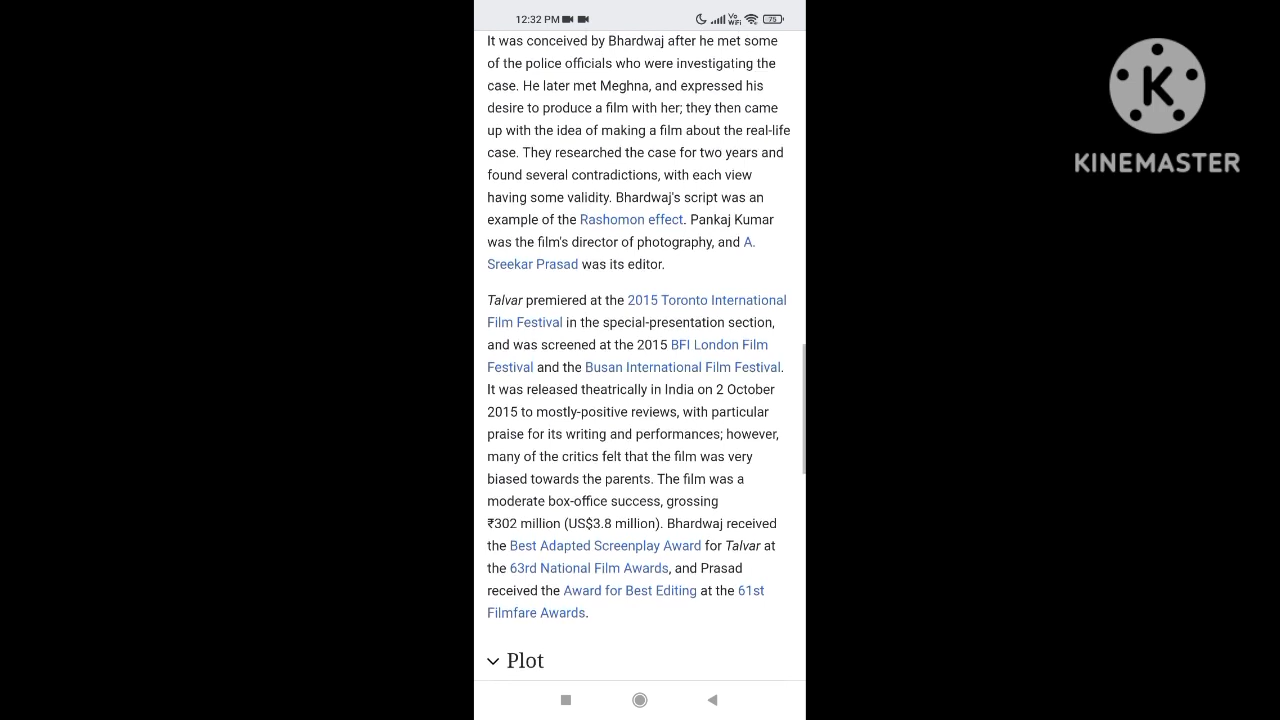 12:32 PM
Vo
WiFi
75
It was conceived by Bhardwaj after he met some
of the police officials who were investigating the
case. He later met Meghna, and expressed his
desire to produce a film with her; they then came
up with the idea of making a film about the real-life
case. They researched the case for two years and
found several contradictions, with each view
having some validity. Bhardwaj's script was an
example of the Rashomon effect. Pankaj Kumar
was the film's director of photography, and A.
Sreekar Prasad was its editor.
Talvar premiered at the 2015 Toronto International
Film Festival in the special-presentation section,
and was screened at the 2015 BFI London Film
Festival and the Busan International Film Festival.
It was released theatrically in India on 2 October
2015 to mostly-positive reviews, with particular
praise for its writing and performances; however,
many of the critics felt that the film was very
biased towards the parents. The film was a
moderate box-office success, grossing
₹302 million (US$3.8 million). Bhardwaj received
the Best Adapted Screenplay Award for Talvar at
the 63rd National Film Awards, and Prasad
received the Award for Best Editing at the 61st
Filmfare Awards.
Plot
K
KINEMASTER